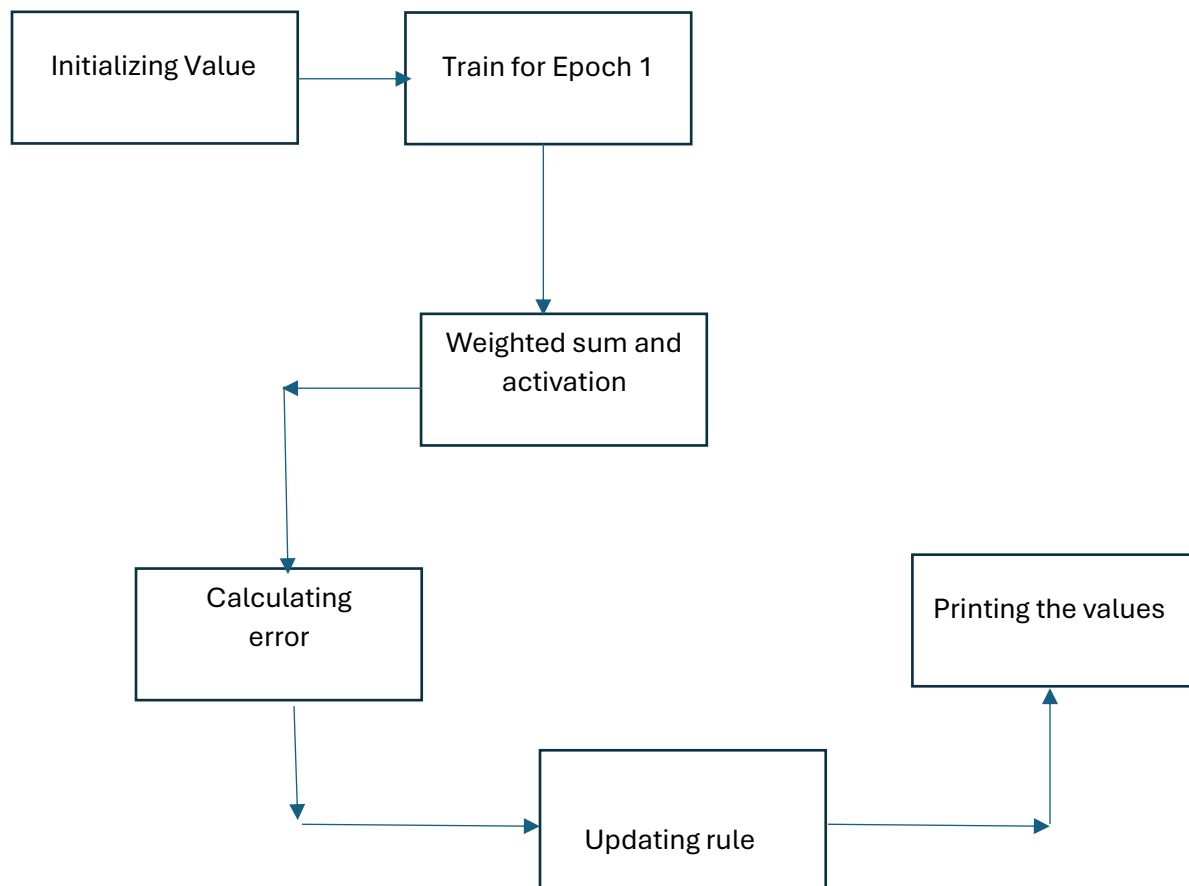 Initializing Value
Train for Epoch 1
Weighted sum and
activation
Calculating
error
Printing the values
Updating rule